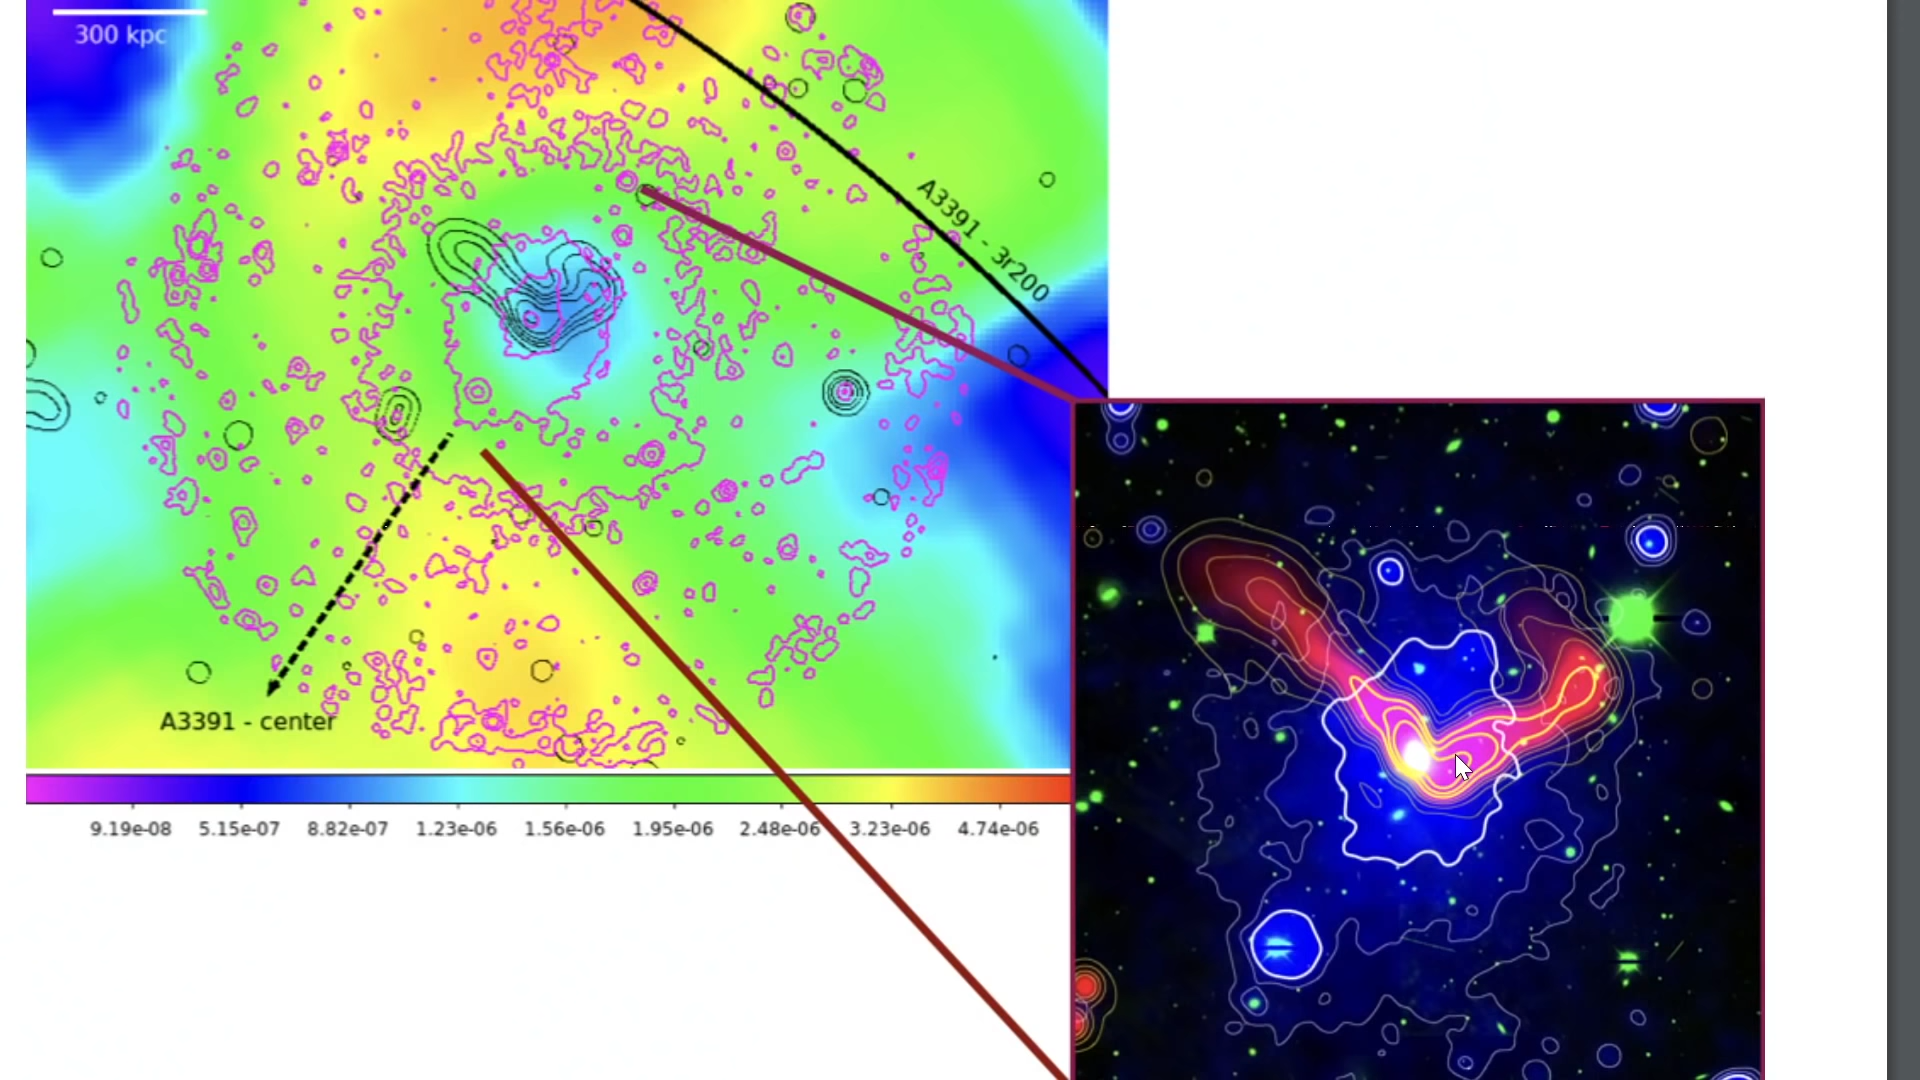 300 kpc
A3391 - 3r200
A3391 - center
9.19e-08 5.15e-07 8.82e-07 1.23e-06 1.56e-06 1.95e-06 2.48e-06 3.23e-06 4.74e-06